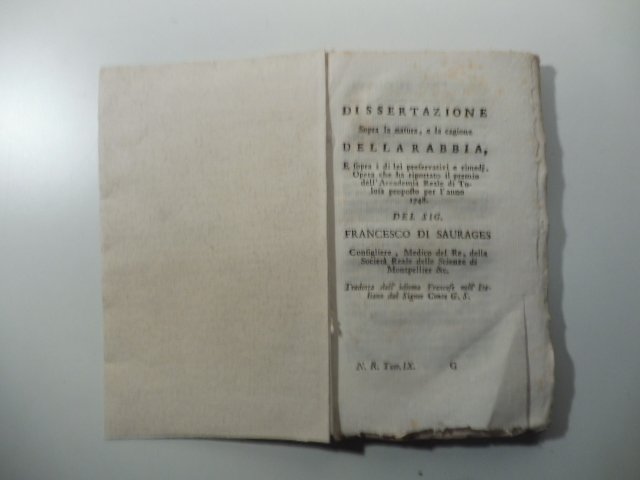 DISSERTAZIONE
Sopra la natura, e la cagione
DELLA RABBIA,
E sopra i di lei preservativi e rimedj,
Opera che ha riportato il premio
dell'Accademia Reale di To-
losa proposto per l'anno
1748.
DEL SIG.
FRANCESCO DI SAURAGES
Consigliere, Medico del Re, della
Società Reale delle Scienze di
Montpellier &c.
Tradotta dall'idioma Francese nell'Ita-
liano dal Signor Conte G. S.
N. R. Tom. IX. G